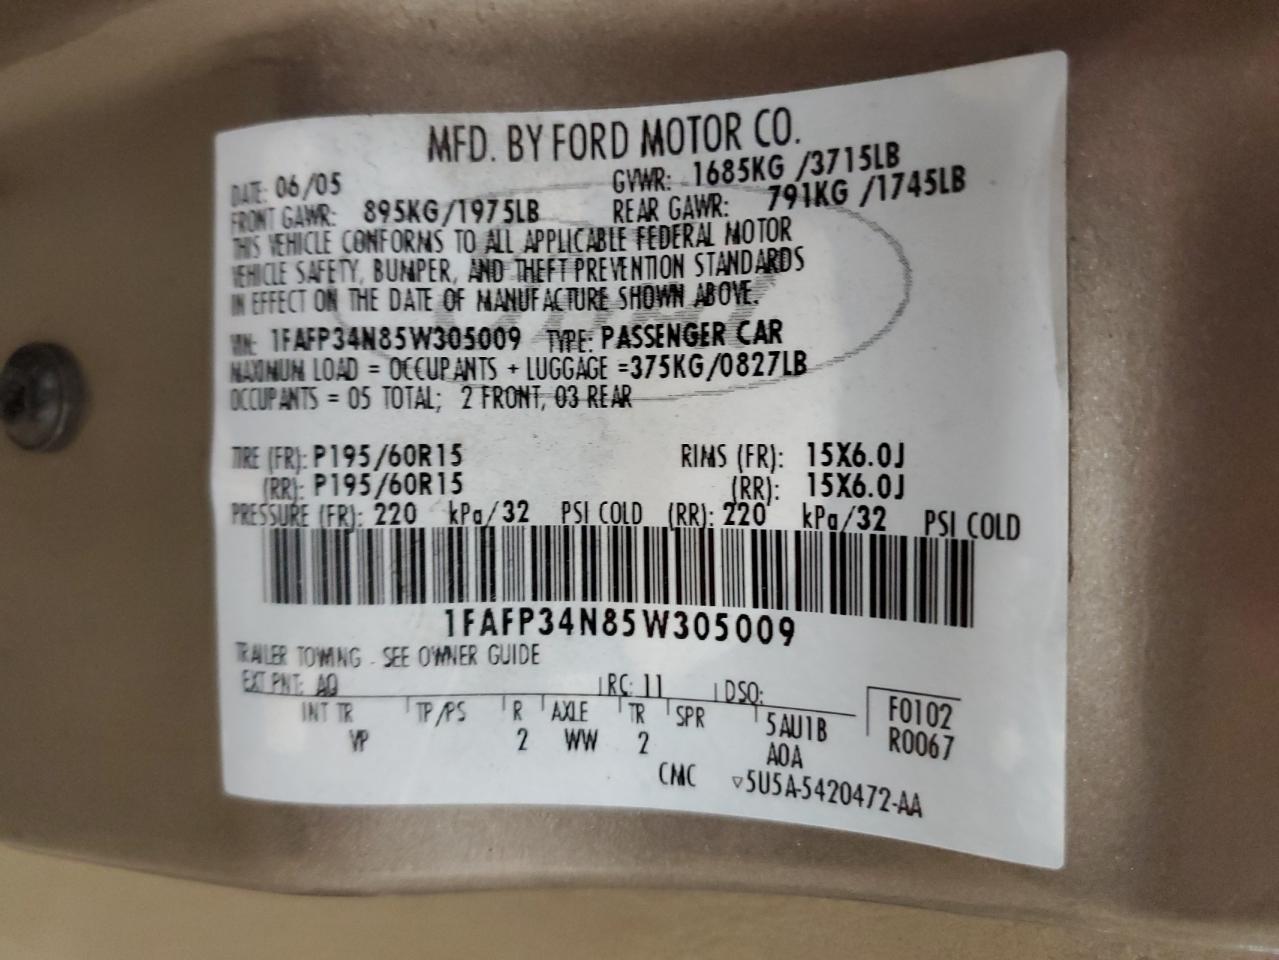 MFD. BY FORD MOTOR CO.
DATE: 06/05 GVWR: 1685KG /3715LB
FRONT GAWR: 895KG/1975LB REAR GAWR: 791KG /1745LB
THIS VEHICLE CONFORMS TO ALL APPLICABLE FEDERAL MOTOR
VEHICLE SAFETY, BUMPER, AND THEFT PREVENTION STANDARDS
IN EFFECT ON THE DATE OF MANUFACTURE SHOWN ABOVE.
VIN: 1FAFP34N85W305009 TYPE: PASSENGER CAR
MAXIMUM LOAD = OCCUPANTS + LUGGAGE =375KG/0827LB
OCCUPANTS = 05 TOTAL; 2 FRONT, 03 REAR
TIRE (FR): P195/60R15 RIMS (FR): 15X6.0J
(RR): P195/60R15 (RR): 15X6.0J
PRESSURE (FR): 220 kPa/32 PSI COLD (RR): 220 kPa/32 PSI COLD
1FAFP34N85W305009
TRAILER TOWING - SEE OWNER GUIDE
EXT PNT: AQ RC: 11 DSO: F0102
INT TR TP/PS R AXLE TR SPR 5AU1B R0067
VP 2 WW 2 A0A
CMC ▽5U5A-5420472-AA